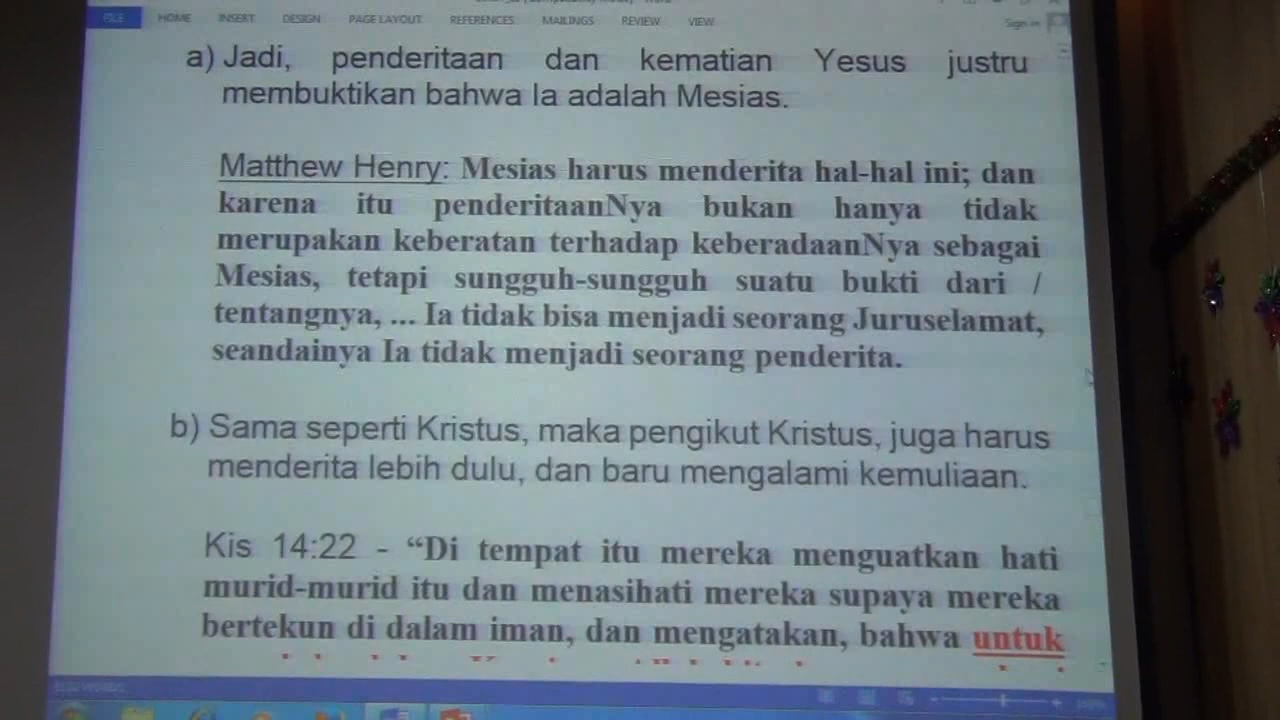 FILE HOME INSERT DESIGN PAGE LAYOUT REFERENCES MAILINGS REVIEW VIEW Sign in
a) Jadi, penderitaan dan kematian Yesus justru
membuktikan bahwa Ia adalah Mesias.
Matthew Henry: Mesias harus menderita hal-hal ini; dan
karena itu penderitaanNya bukan hanya tidak
merupakan keberatan terhadap keberadaanNya sebagai
Mesias, tetapi sungguh-sungguh suatu bukti dari /
tentangnya, ... Ia tidak bisa menjadi seorang Juruselamat,
seandainya Ia tidak menjadi seorang penderita.
b) Sama seperti Kristus, maka pengikut Kristus, juga harus
menderita lebih dulu, dan baru mengalami kemuliaan.
Kis 14:22 - “Di tempat itu mereka menguatkan hati
murid-murid itu dan menasihati mereka supaya mereka
bertekun di dalam iman, dan mengatakan, bahwa untuk